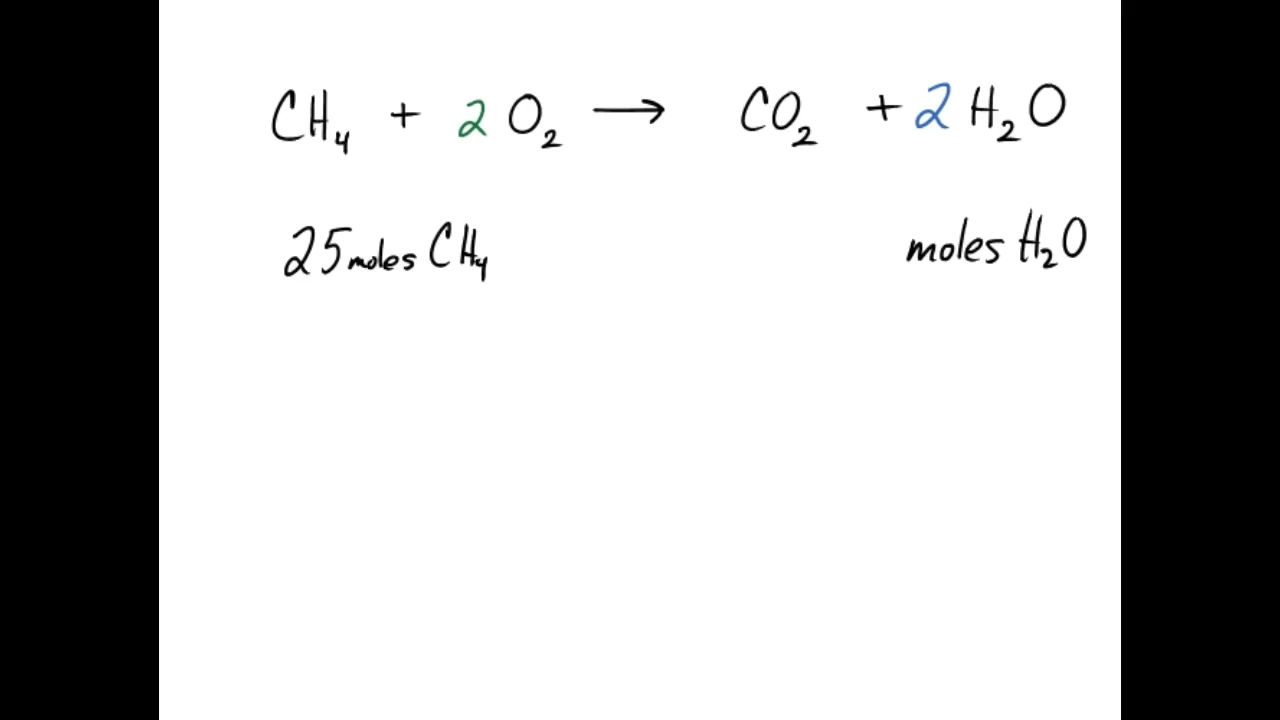 CH₄ + 2 O₂ → CO₂ + 2 H₂O
25 moles CH₄ moles H₂O